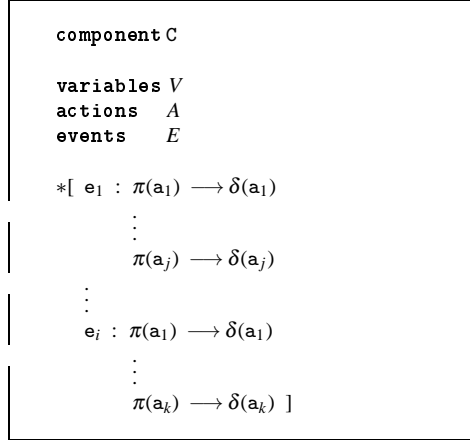 component C
variables V
actions A
events E
*[ e₁ : π(a₁) ⟶ δ(a₁)
⋮
π(aⱼ) ⟶ δ(aⱼ)
⋮
eᵢ : π(a₁) ⟶ δ(a₁)
⋮
π(aₖ) ⟶ δ(aₖ) ]